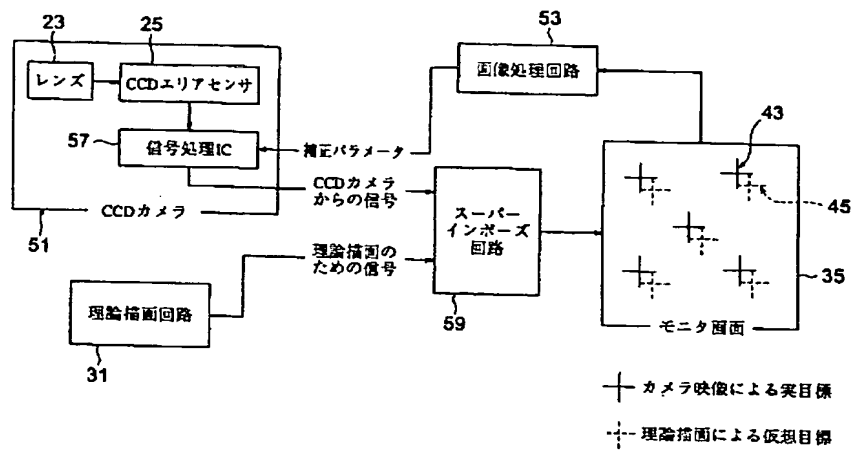 23
25
53
レンズ
CCDエリアセンサ
画像処理回路
57
信号処理IC
補正パラメータ
43
CCDカメラ
からの信号
45
51
CCDカメラ
スーパー
インポーズ
回路
理論描画の
ための信号
35
理論描画回路
59
モニタ画面
31
カメラ映像による実目標
理論描画による仮想目標